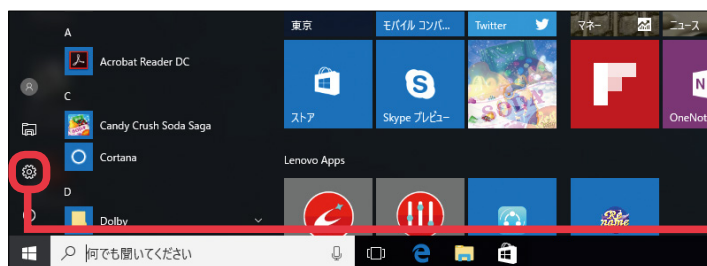 A
Acrobat Reader DC
C
Candy Crush Soda Saga
Cortana
D
Dolby
東京
モバイル コンパ...
Twitter
マネー
ニュース
ストア
Skype プレビュー
SODA
N
OneNot
Lenovo Apps
Rename
何でも聞いてください